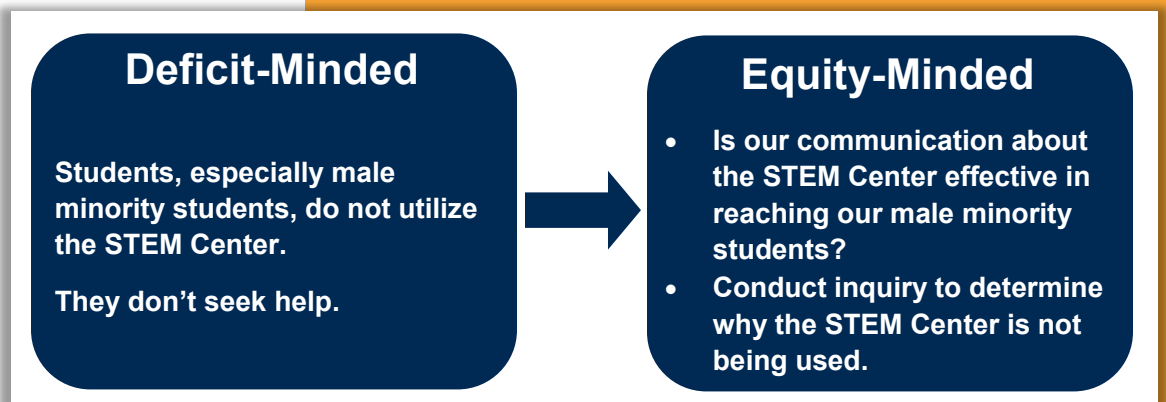 Deficit-Minded
Students, especially male
minority students, do not utilize
the STEM Center.
They don’t seek help.
Equity-Minded
• Is our communication about
the STEM Center effective in
reaching our male minority
students?
• Conduct inquiry to determine
why the STEM Center is not
being used.